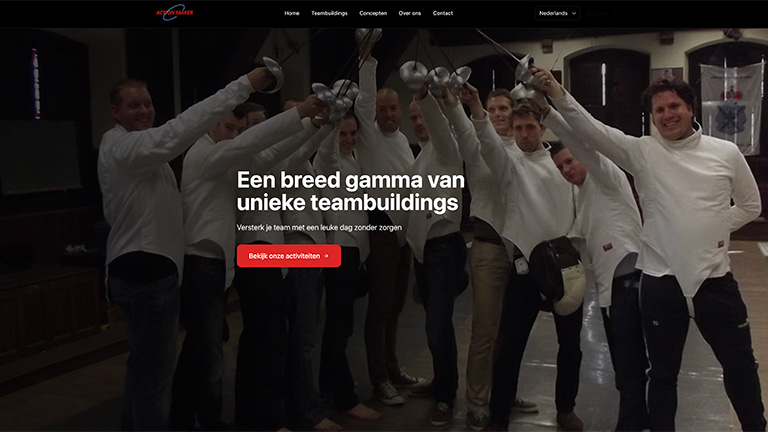 ACTION MAKER
Home
Teambuildings
Concepten
Over ons
Contact
Nederlands
Een breed gamma van
unieke teambuildings
Versterk je team met een leuke dag zonder zorgen
Bekijk onze activiteiten →